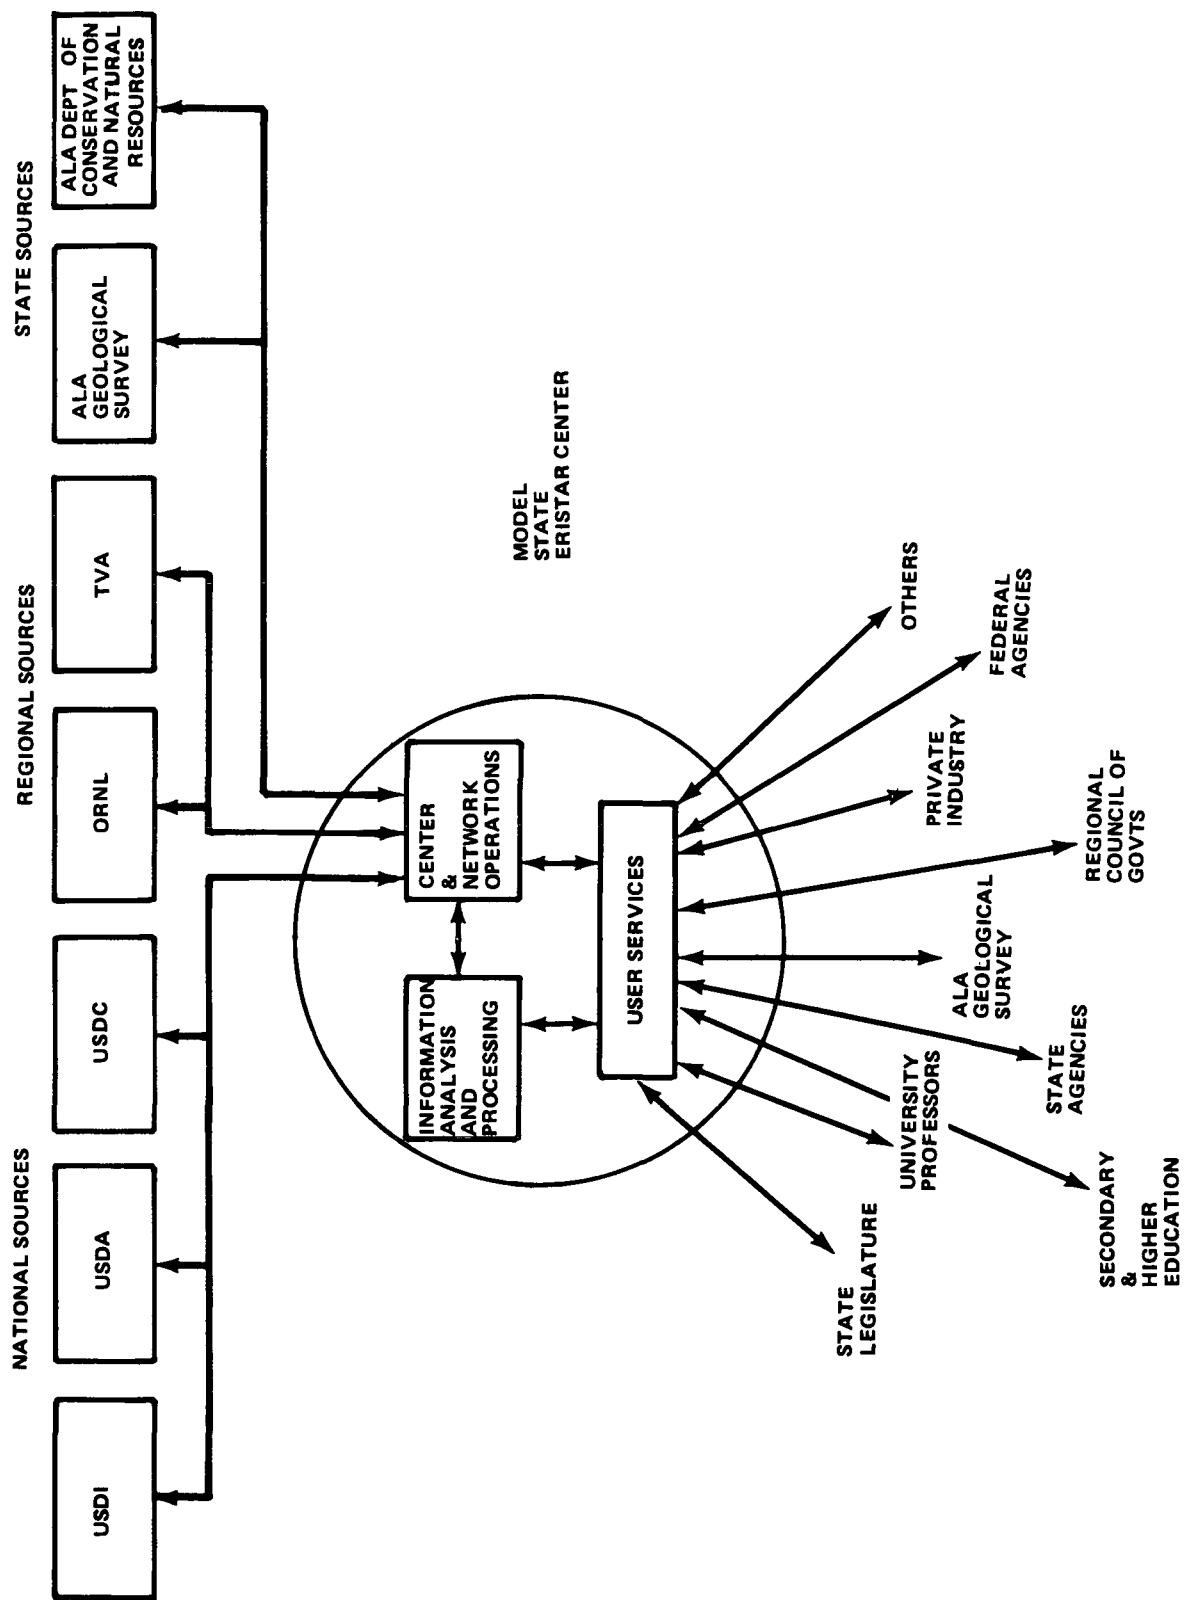 NATIONAL SOURCES
REGIONAL SOURCES
STATE SOURCES
USDI
USDA
USDC
ORNL
TVA
ALA
GEOLOGICAL
SURVEY
ALA DEPT OF
CONSERVATION
AND NATURAL
RESOURCES
INFORMATION
ANALYSIS
AND
PROCESSING
CENTER
&
NETWORK
OPERATIONS
MODEL
STATE
ERISTAR CENTER
USER SERVICES
STATE
LEGISLATURE
UNIVERSITY
PROFESSORS
SECONDARY
&
HIGHER
EDUCATION
STATE
AGENCIES
ALA
GEOLOGICAL
SURVEY
REGIONAL
COUNCIL OF
GOVTS
PRIVATE
INDUSTRY
FEDERAL
AGENCIES
OTHERS